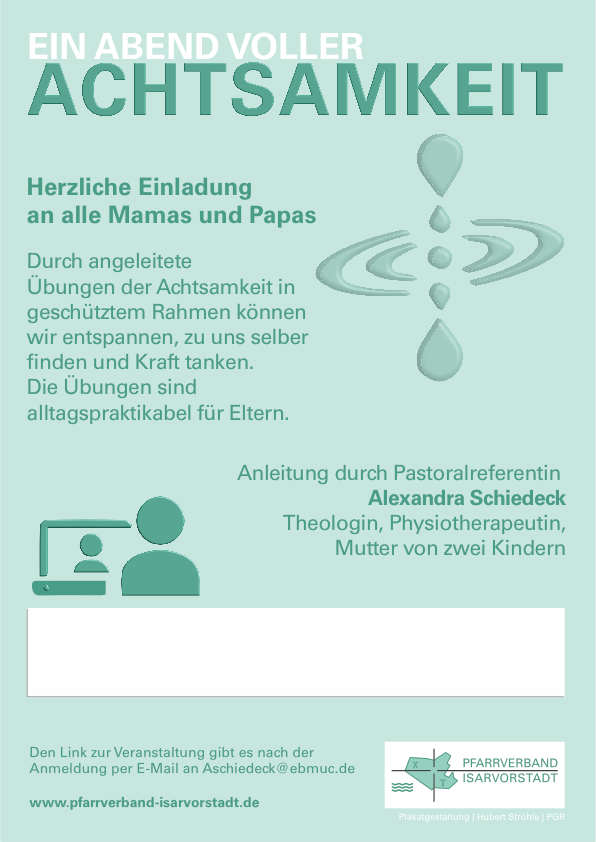 EIN ABEND VOLLER
ACHTSAMKEIT
Herzliche Einladung
an alle Mamas und Papas
Durch angeleitete
Übungen der Achtsamkeit in
geschütztem Rahmen können
wir entspannen, zu uns selber
finden und Kraft tanken.
Die Übungen sind
alltagspraktikabel für Eltern.
Anleitung durch Pastoralreferentin
Alexandra Schiedeck
Theologin, Physiotherapeutin,
Mutter von zwei Kindern
Den Link zur Veranstaltung gibt es nach der
Anmeldung per E-Mail an Aschiedeck@ebmuc.de
www.pfarrverband-isarvorstadt.de
X
T
PFARRVERBAND
ISARVORSTADT
Plakatgestaltung | Hubert Ströhle | PGR